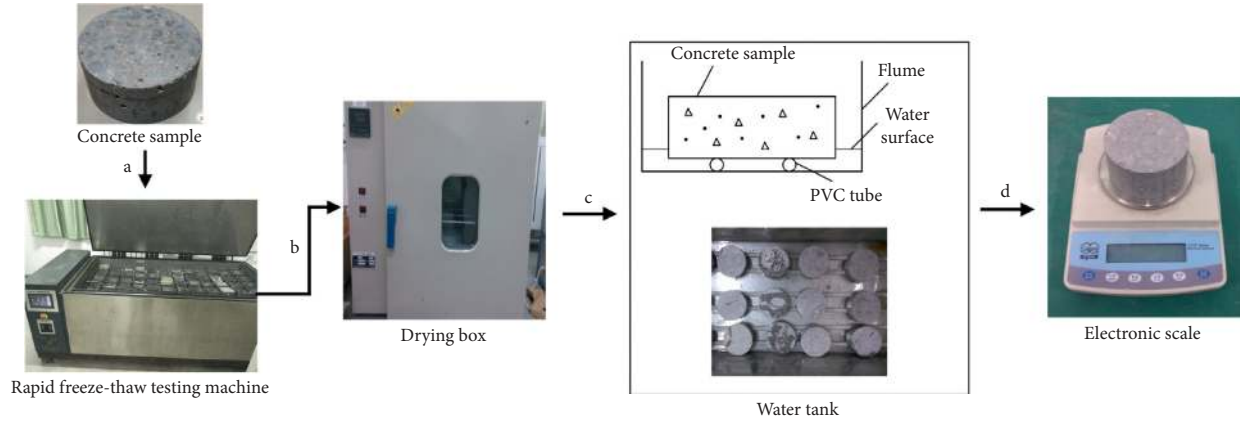 Concrete sample
a
Rapid freeze-thaw testing machine
b
Drying box
c
Concrete sample
Flume
Water
surface
PVC tube
Water tank
d
Electronic scale